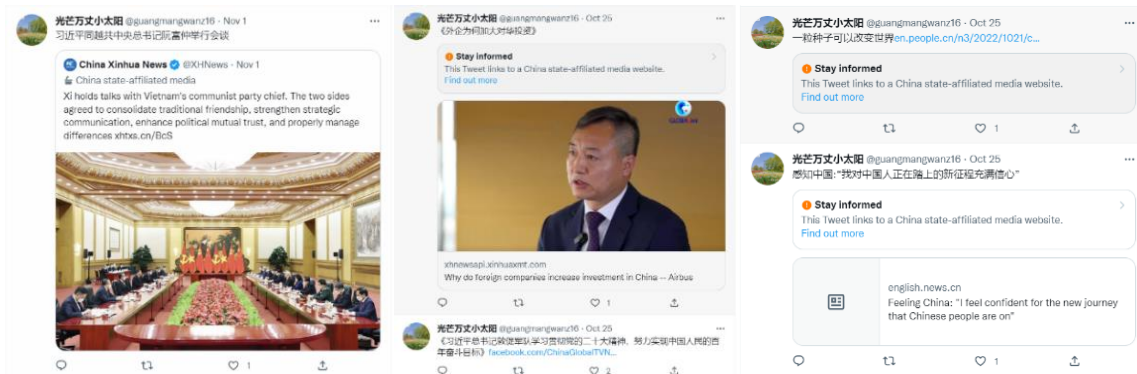 光芒万丈小太阳 @guangmangwanz16 · Nov 1
习近平同越共中央总书记阮富仲举行会谈
China Xinhua News @XHNews · Nov 1
China state-affiliated media
Xi holds talks with Vietnam's communist party chief. The two sides
agreed to consolidate traditional friendship, strengthen strategic
communication, enhance political mutual trust, and properly manage
differences xhtxs.cn/BcS
1
光芒万丈小太阳 @guangmangwanz16 · Oct 25
《外企为何加大对华投资》
Stay informed
This Tweet links to a China state-affiliated media website.
Find out more
xhnewsapi.xinhuaxmt.com
Why do foreign companies increase investment in China -- Airbus
1
光芒万丈小太阳 @guangmangwanz16 · Oct 25
《习近平总书记敦促军队学习贯彻党的二十大精神，努力实现中国人民的百
年奋斗目标》facebook.com/ChinaGlobalTVN...
2
光芒万丈小太阳 @guangmangwanz16 · Oct 25
一粒种子可以改变世界en.people.cn/n3/2022/1021/c...
Stay informed
This Tweet links to a China state-affiliated media website.
Find out more
1
光芒万丈小太阳 @guangmangwanz16 · Oct 25
感知中国:“我对中国人正在踏上的新征程充满信心”
Stay informed
This Tweet links to a China state-affiliated media website.
Find out more
english.news.cn
Feeling China: "I feel confident for the new journey
that Chinese people are on"
1